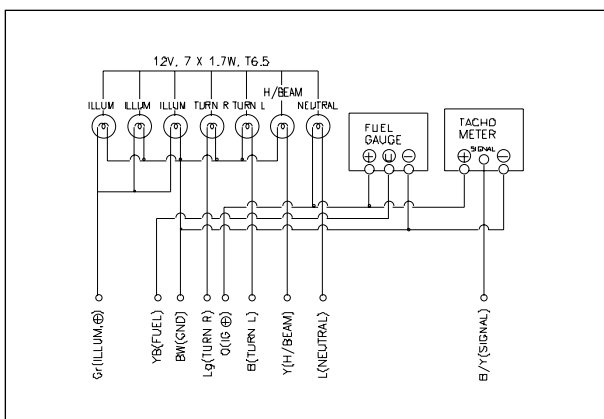 12V, 7 X 1.7W, T6.5
H/BEAM
ILLUM ILLUM ILLUM TURN R TURN L NEUTRAL
FUEL
GAUGE
⊕ U ⊖
TACHO
METER
SIGNAL
⊕ ⊖
Gr(ILLUM,⊕)
YB(FUEL)
BW(GND)
Lg(TURN R)
O(IG ⊕)
B(TURN L)
Y(H/BEAM)
L(NEUTRAL)
B/Y(SIGNAL)